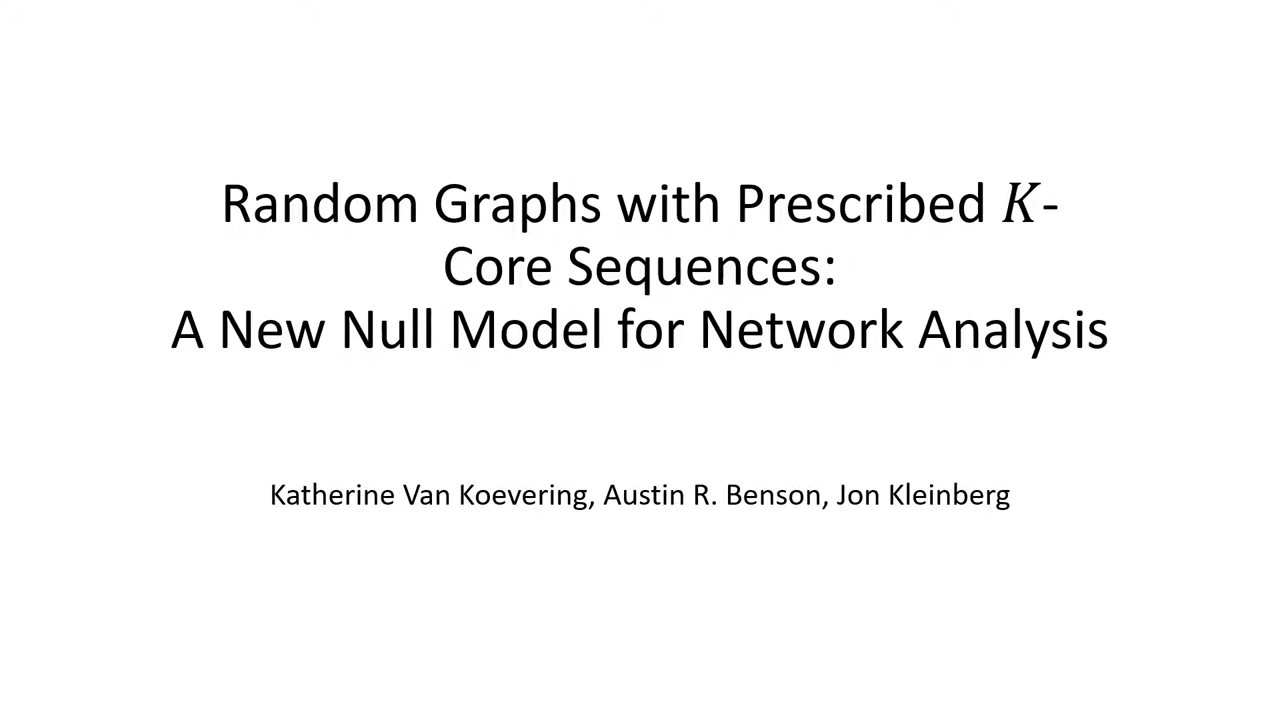 Random Graphs with Prescribed K-
Core Sequences:
A New Null Model for Network Analysis
Katherine Van Koevering, Austin R. Benson, Jon Kleinberg